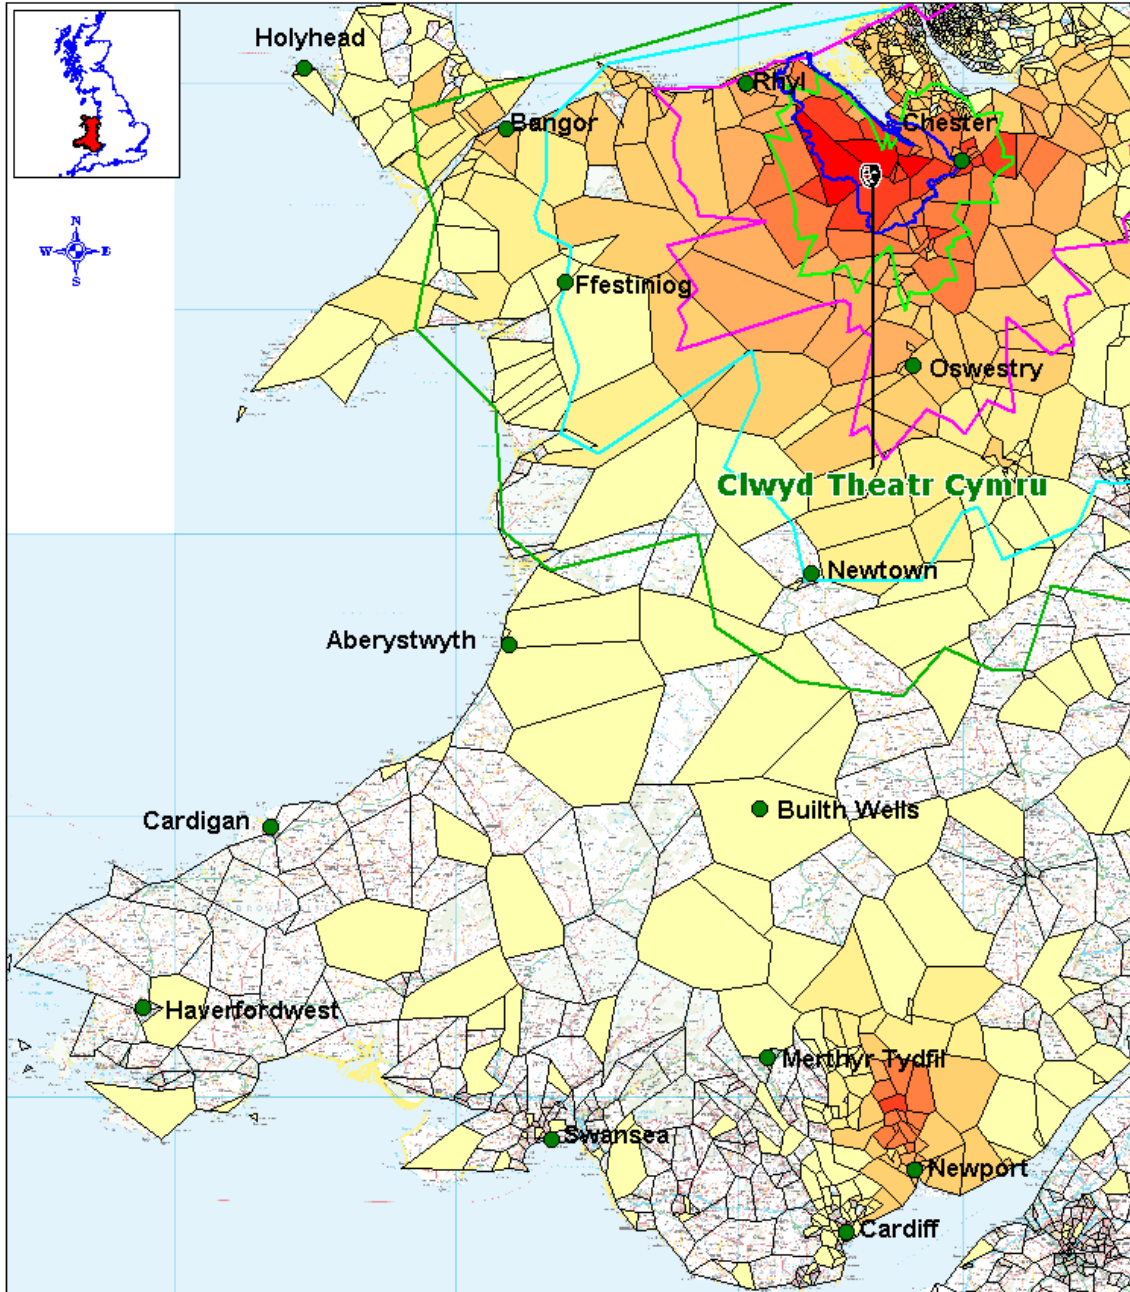 Holyhead
Rhyl
Bangor
Chester
N
W E
S
Ffestiniog
Oswestry
Clwyd Theatr Cymru
Newtown
Aberystwyth
Builth Wells
Cardigan
Haverfordwest
Merthyr Tydfil
Swansea
Newport
Cardiff